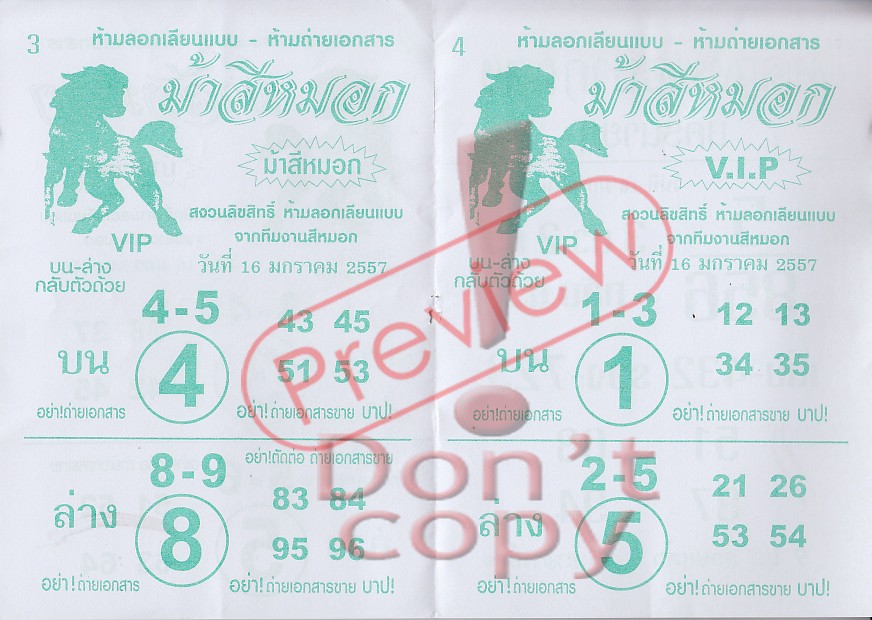 3
ห้ามลอกเลียนแบบ - ห้ามถ่ายเอกสาร
ม้าสีหมอก
ม้าสีหมอก
สงวนลิขสิทธิ์ ห้ามลอกเลียนแบบ
จากทีมงานสีหมอก
VIP
บน-ล่าง
กลับตัวด้วย
วันที่ 16 มกราคม 2557
4-5
43 45
บน
4
51 53
อย่า!ถ่ายเอกสาร
อย่า!ถ่ายเอกสารขาย บาป!
8-9
อย่า!ตัดต่อ ถ่ายเอกสารขาย
83 84
ล่าง
8
95 96
อย่า!ถ่ายเอกสาร
อย่า!ถ่ายเอกสารขาย บาป!
4
ห้ามลอกเลียนแบบ - ห้ามถ่ายเอกสาร
ม้าสีหมอก
V.I.P
สงวนลิขสิทธิ์ ห้ามลอกเลียนแบบ
จากทีมงานสีหมอก
VIP
บน-ล่าง
กลับตัวด้วย
วันที่ 16 มกราคม 2557
1-3
12 13
บน
1
34 35
อย่า!ถ่ายเอกสาร
อย่า!ถ่ายเอกสารขาย บาป!
2-5
21 26
ล่าง
5
53 54
อย่า!ถ่ายเอกสาร
อย่า!ถ่ายเอกสารขาย บาป!
Preview
Don't
copy